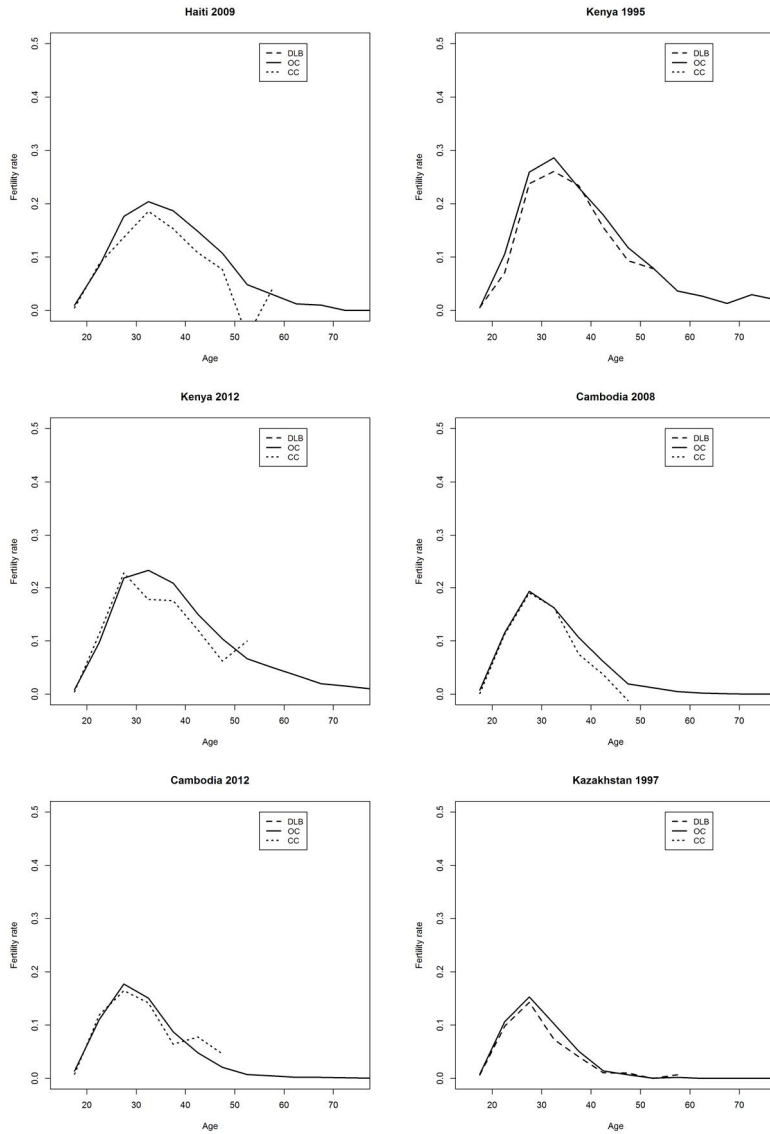 Haiti 2009
Fertility rate
0.5
0.4
0.3
0.2
0.1
0.0
DLB
OC
CC
20 30 40 50 60 70
Age
Kenya 1995
Fertility rate
0.5
0.4
0.3
0.2
0.1
0.0
DLB
OC
CC
20 30 40 50 60 70
Age
Kenya 2012
Fertility rate
0.5
0.4
0.3
0.2
0.1
0.0
DLB
OC
CC
20 30 40 50 60 70
Age
Cambodia 2008
Fertility rate
0.5
0.4
0.3
0.2
0.1
0.0
DLB
OC
CC
20 30 40 50 60 70
Age
Cambodia 2012
Fertility rate
0.5
0.4
0.3
0.2
0.1
0.0
DLB
OC
CC
20 30 40 50 60 70
Age
Kazakhstan 1997
Fertility rate
0.5
0.4
0.3
0.2
0.1
0.0
DLB
OC
CC
20 30 40 50 60 70
Age